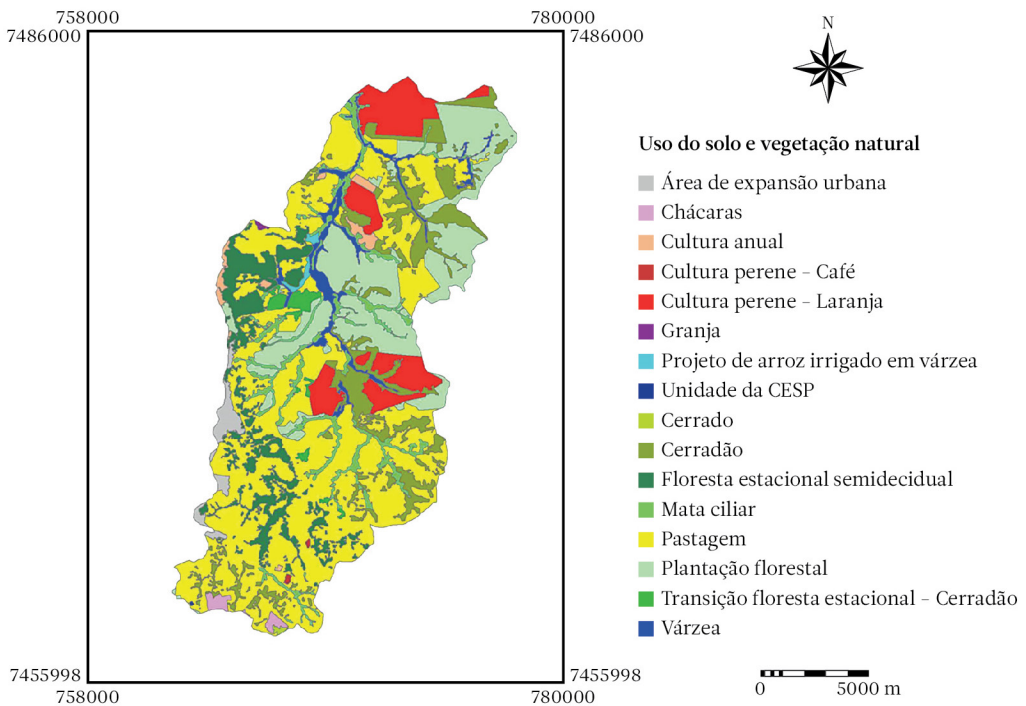 758000
780000
7486000
7486000
N
Uso do solo e vegetação natural
Área de expansão urbana
Chácaras
Cultura anual
Cultura perene – Café
Cultura perene – Laranja
Granja
Projeto de arroz irrigado em várzea
Unidade da CESP
Cerrado
Cerradão
Floresta estacional semidecidual
Mata ciliar
Pastagem
Plantação florestal
Transição floresta estacional – Cerradão
Várzea
7455998
7455998
758000
780000
0
5000 m